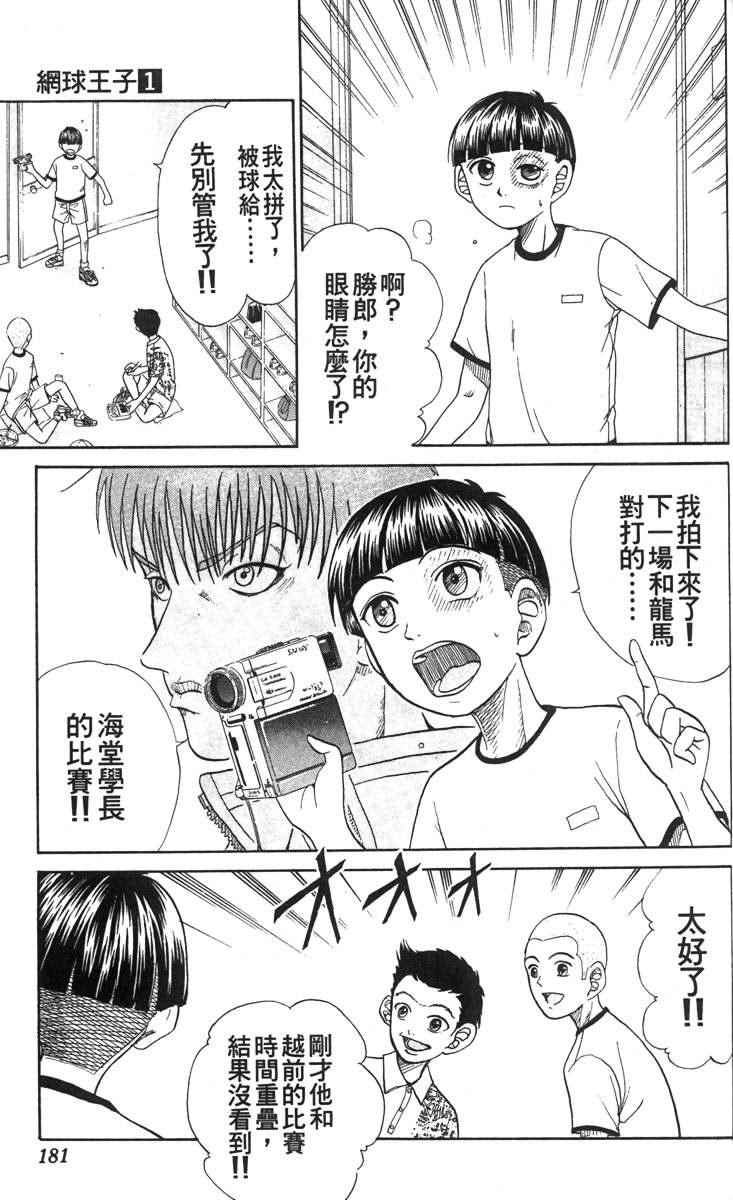 網球王子1
啊?
勝郎,你的
眼睛怎麼了!?
我太拼了,
被球給……
先別管我了!!
我拍下來了!
下一場和龍馬
對打的……
海堂學長
的比賽!!
太好了!!
剛才他和
越前的比賽
時間重疊,
結果沒看到!!
181